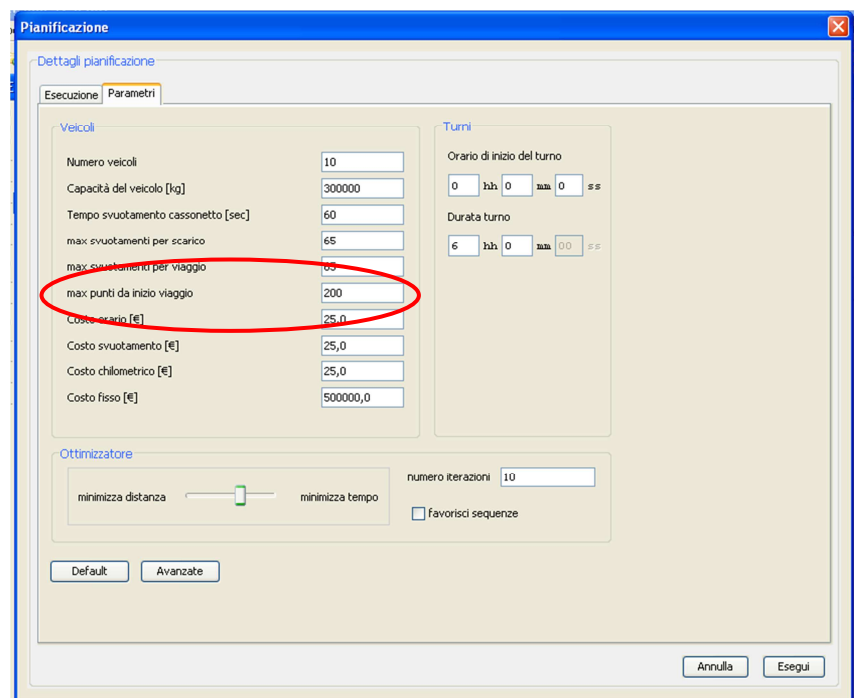 Pianificazione
Dettagli pianificazione
Esecuzione Parametri
Veicoli
Numero veicoli 10
Capacità del veicolo [kg] 300000
Tempo svuotamento cassonetto [sec] 60
max svuotamenti per scarico 65
max svuotamenti per viaggio 65
max punti da inizio viaggio 200
Costo orario [€] 25,0
Costo svuotamento [€] 25,0
Costo chilometrico [€] 25,0
Costo fisso [€] 500000,0
Turni
Orario di inizio del turno
0 hh 0 mm 0 ss
Durata turno
6 hh 0 mm 00 ss
Ottimizzatore
minimizza distanza minimizza tempo
numero iterazioni 10
favorisci sequenze
Default Avanzate
Annulla Esegui